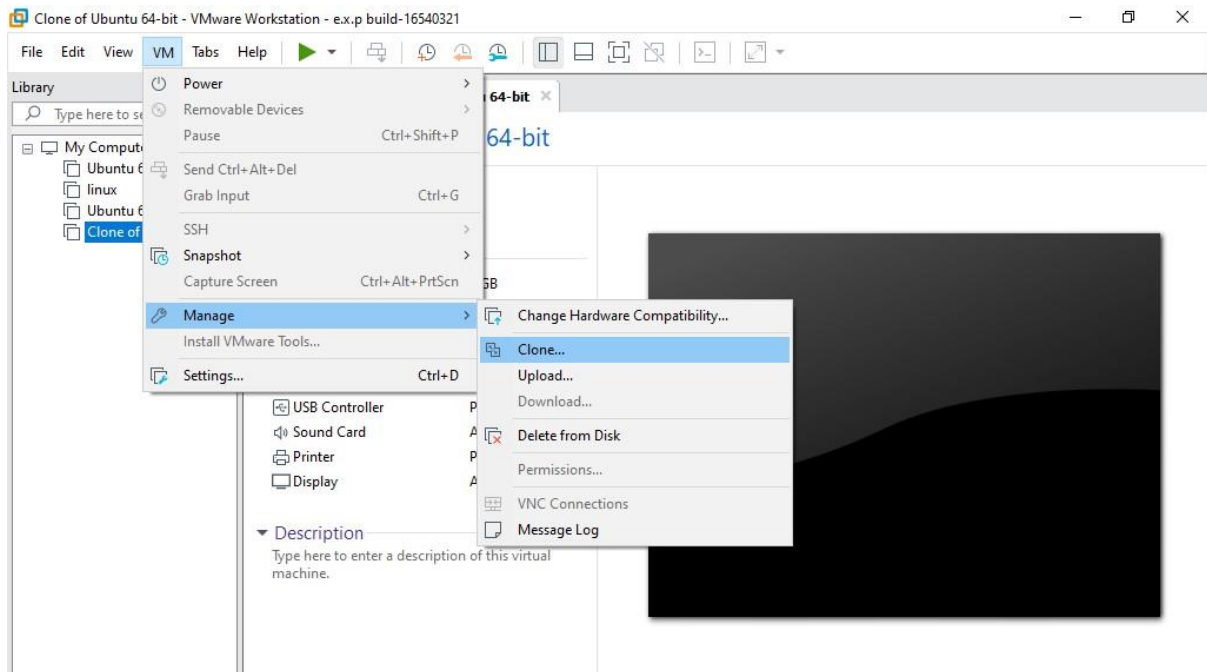 Clone of Ubuntu 64-bit - VMware Workstation - e.x.p build-16540321
File Edit View VM Tabs Help
Library
Type here to se
My Compute
Ubuntu 6
linux
Ubuntu 6
Clone of
Power
Removable Devices
Pause Ctrl+Shift+P
Send Ctrl+Alt+Del
Grab Input Ctrl+G
SSH
Snapshot
Capture Screen Ctrl+Alt+PrtScn
Manage
Install VMware Tools...
Settings... Ctrl+D
64-bit
64-bit
GB
Change Hardware Compatibility...
Clone...
Upload...
Download...
Delete from Disk
Permissions...
VNC Connections
Message Log
USB Controller P
Sound Card A
Printer P
Display A
Description
Type here to enter a description of this virtual
machine.